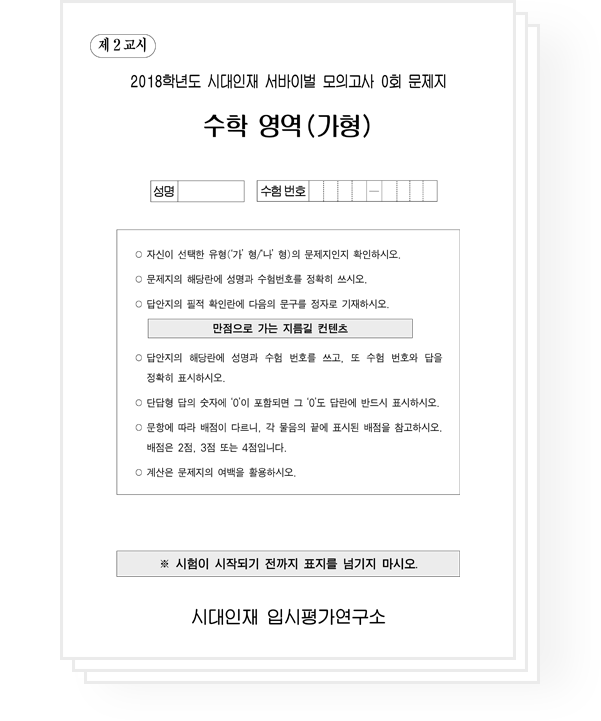 제 2 교시
2018학년도 시대인재 서바이벌 모의고사 0회 문제지
수학 영역(가형)
성명
수험 번호
—
○ 자신이 선택한 유형('가' 형/'나' 형)의 문제지인지 확인하시오.
○ 문제지의 해당란에 성명과 수험번호를 정확히 쓰시오.
○ 답안지의 필적 확인란에 다음의 문구를 정자로 기재하시오.
만점으로 가는 지름길 컨텐츠
○ 답안지의 해당란에 성명과 수험 번호를 쓰고, 또 수험 번호와 답을
정확히 표시하시오.
○ 단답형 답의 숫자에 '0'이 포함되면 그 '0'도 답란에 반드시 표시하시오.
○ 문항에 따라 배점이 다르니, 각 물음의 끝에 표시된 배점을 참고하시오.
배점은 2점, 3점 또는 4점입니다.
○ 계산은 문제지의 여백을 활용하시오.
※ 시험이 시작되기 전까지 표지를 넘기지 마시오.
시대인재 입시평가연구소